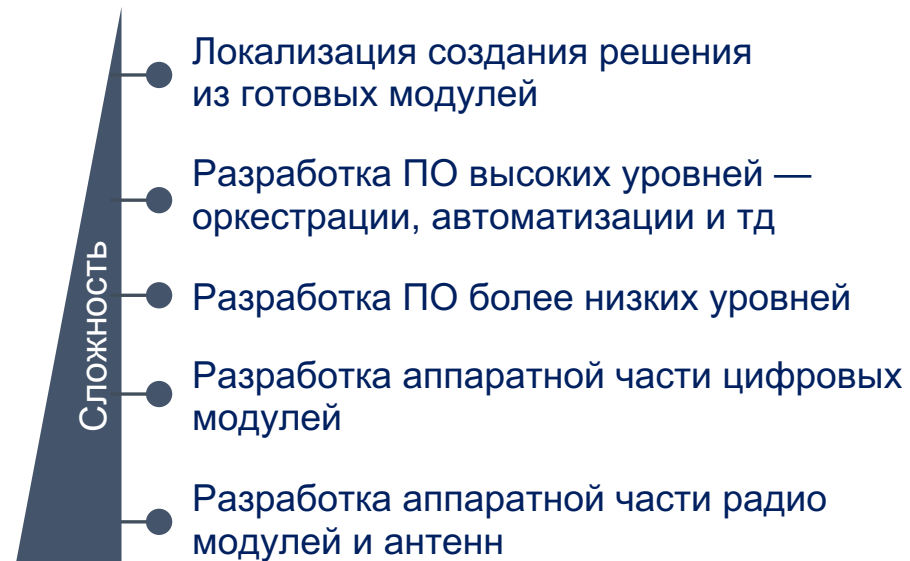 Локализация создания решения
из готовых модулей
Разработка ПО высоких уровней —
оркестрации, автоматизации и тд
Разработка ПО более низких уровней
Разработка аппаратной части цифровых
модулей
Разработка аппаратной части радио
модулей и антенн
Сложность